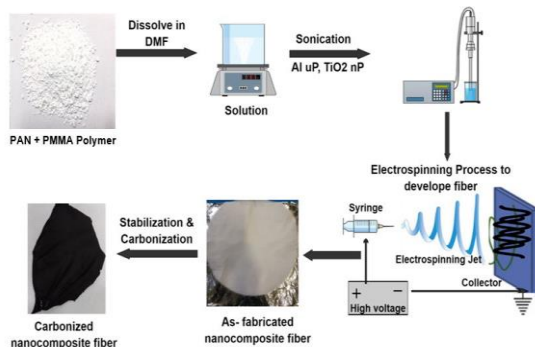 Dissolve in
DMF
Sonication
Al uP, TiO2 nP
Solution
PAN + PMMA Polymer
Electrospinning Process to
develope fiber
Syringe
Electrospinning Jet
Collector
+ −
High voltage
Stabilization &
Carbonization
As- fabricated
nanocomposite fiber
Carbonized
nanocomposite fiber